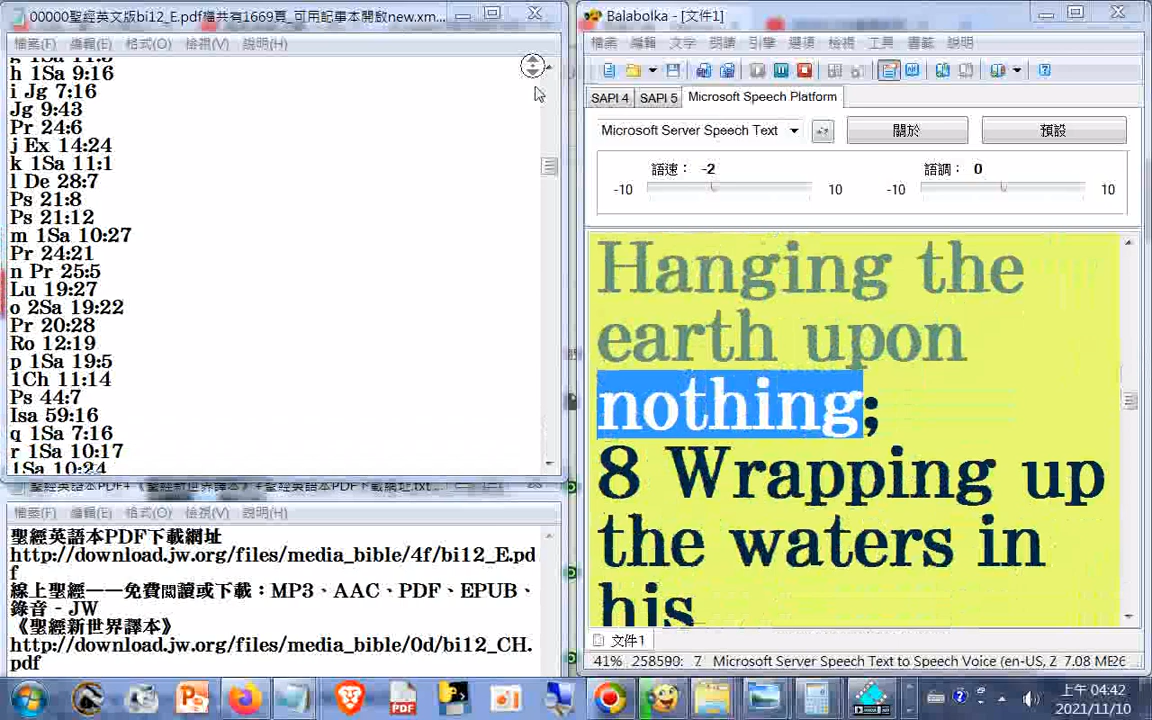 00000聖經英文版bi12_E.pdf檔共有1669頁_可用記事本開啟new.xm...
檔案(F) 編輯(E) 格式(O) 檢視(V) 說明(H)
h 1Sa 9:16
i Jg 7:16
Jg 9:43
Pr 24:6
j Ex 14:24
k 1Sa 11:1
l De 28:7
Ps 21:8
Ps 21:12
m 1Sa 10:27
Pr 24:21
n Pr 25:5
Lu 19:27
o 2Sa 19:22
Pr 20:28
Ro 12:19
p 1Sa 19:5
1Ch 11:14
Ps 44:7
Isa 59:16
q 1Sa 7:16
r 1Sa 10:17
1Sa 10:24
檔案(F) 編輯(E) 格式(O) 檢視(V) 說明(H)
聖經英語本PDF下載網址
http://download.jw.org/files/media_bible/4f/bi12_E.pd
f
線上聖經——免費閱讀或下載：MP3、AAC、PDF、EPUB、
錄音 - JW
《聖經新世界譯本》
http://download.jw.org/files/media_bible/0d/bi12_CH.
pdf
Balabolka - [文件1]
檔案 編輯 文字 朗讀 引擎 選項 檢視 工具 書籤 說明
SAPI 4 SAPI 5 Microsoft Speech Platform
Microsoft Server Speech Text 關於 預設
語速： -2 語調： 0
-10 10 -10 10
Hanging the
earth upon
nothing;
8 Wrapping up
the waters in
his
文件1
41% 258590: 7 Microsoft Server Speech Text to Speech Voice (en-US, Z 7.08 ME26
PDF
上午 04:42
2021/11/10